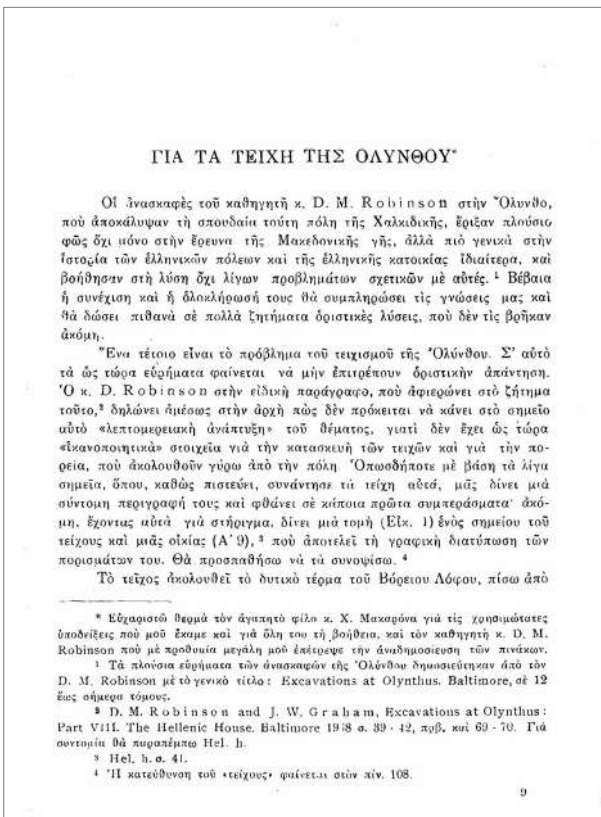 ΓΙΑ ΤΑ ΤΕΙΧΗ ΤΗΣ ΟΛΥΝΘΟΥ*
Οἱ ἀνασκαφὲς τοῦ καθηγητῆ κ. D. M. Robinson στὴν Ὄλυνθο,
ποὺ ἀποκάλυψαν τὴ σπουδαία τούτη πόλη τῆς Χαλκιδικῆς, ἔριξαν πλούσιο
φῶς ὄχι μόνο στὴν ἔρευνα τῆς Μακεδονικῆς γῆς, ἀλλὰ πιὸ γενικὰ στὴν
ἱστορία τῶν ἑλληνικῶν πόλεων καὶ τῆς ἑλληνικῆς κατοικίας ἰδιαίτερα, καὶ
βοήθησαν στὴ λύση ὄχι λίγων προβλημάτων σχετικῶν μὲ αὐτές. ¹ Βέβαια
ἡ συνέχιση καὶ ἡ ὁλοκλήρωσή τους θὰ συμπληρώσει τὶς γνώσεις μας καὶ
θὰ δώσει πιθανὰ σὲ πολλὰ ζητήματα ὁριστικὲς λύσεις, ποὺ δὲν τὶς βρῆκαν
ἀκόμη.
Ἕνα τέτοιο εἶναι τὸ πρόβλημα τοῦ τειχισμοῦ τῆς Ὀλύνθου. Σ' αὐτὸ
τὰ ὡς τώρα εὑρήματα φαίνεται νὰ μὴν ἐπιτρέπουν ὁριστικὴν ἀπάντηση.
Ὁ κ. D. Robinson στὴν εἰδικὴ παράγραφο, ποὺ ἀφιερώνει στὸ ζήτημα
τοῦτο,² δηλώνει ἀμέσως στὴν ἀρχὴ πὼς δὲν πρόκειται νὰ κάνει στὸ σημεῖο
αὐτὸ «λεπτομερειακὴ ἀνάπτυξη» τοῦ θέματος, γιατὶ δὲν ἔχει ὡς τώρα
«ἱκανοποιητικὰ» στοιχεῖα γιὰ τὴν κατασκευὴ τῶν τειχῶν καὶ γιὰ τὴν πο-
ρεία, ποὺ ἀκολουθοῦν γύρω ἀπὸ τὴν πόλη Ὁπωσδήποτε μὲ βάση τὰ λίγα
σημεῖα, ὅπου, καθὼς πιστεύει, συνάντησε τὰ τείχη αὐτά, μᾶς δίνει μιὰ
σύντομη περιγραφή τους καὶ φθάνει σὲ κάποια πρῶτα συμπεράσματα· ἀκό-
μη, ἔχοντας αὐτὰ γιὰ στήριγμα, δίνει μιὰ τομὴ (Εἰκ. 1) ἑνὸς σημείου τοῦ
τείχους καὶ μιᾶς οἰκίας (Α' 9), ³ ποὺ ἀποτελεῖ τὴ γραφικὴ διατύπωση τῶν
πορισμάτων του. Θὰ προσπαθήσω νὰ τὰ συνοψίσω. ⁴
Τὸ τεῖχος ἀκολουθεῖ τὸ δυτικὸ τέρμα τοῦ Βόρειου Λόφου, πίσω ἀπὸ
* Εὐχαριστῶ θερμὰ τὸν ἀγαπητὸ φίλο κ. Χ. Μακαρόνα γιὰ τὶς χρησιμώτατες
ὑποδείξεις ποὺ μοῦ ἔκαμε καὶ γιὰ ὅλη του τὴ βοήθεια, καὶ τὸν καθηγητὴ κ. D. M.
Robinson ποὺ μὲ προθυμία μεγάλη μοῦ ἐπέτρεψε τὴν ἀναδημοσίευση τῶν πινάκων.
¹ Τὰ πλούσια εὑρήματα τῶν ἀνασκαφῶν τῆς Ὀλύνθου δημοσιεύτηκαν ἀπὸ τὸν
D. M. Robinson μὲ τὸ γενικὸ τίτλο: Excavations at Olynthus. Baltimore, σὲ 12
ἕως σήμερα τόμους.
² D. M. Robinson and J. W. Graham, Excavations at Olynthus:
Part VIII. The Hellenic House, Baltimore 1938 σ. 39 - 42, πρβ. καὶ 69 - 70. Γιὰ
συντομία θὰ παραπέμπω Hel. h.
³ Hel. h. σ. 41.
⁴ Ἡ κατεύθυνση τοῦ «τείχους» φαίνεται στὸν πίν. 108.
9